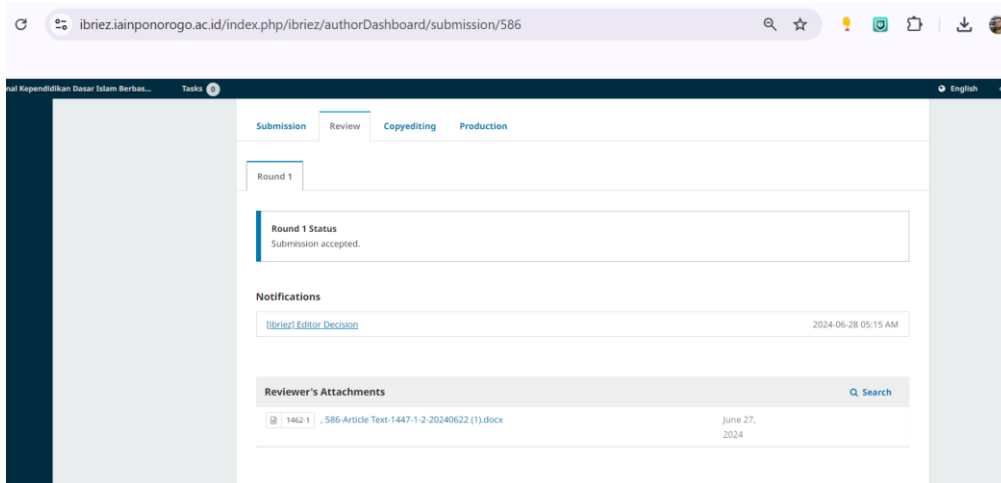 ibriez.iainponorogo.ac.id/index.php/ibriez/authorDashboard/submission/586
nal Kependidikan Dasar Islam Berbas... Tasks 0 English
Submission Review Copyediting Production
Round 1
Round 1 Status
Submission accepted.
Notifications
[ibriez] Editor Decision 2024-06-28 05:15 AM
Reviewer's Attachments Search
1462-1 , 586-Article Text-1447-1-2-20240622 (1).docx June 27,
2024